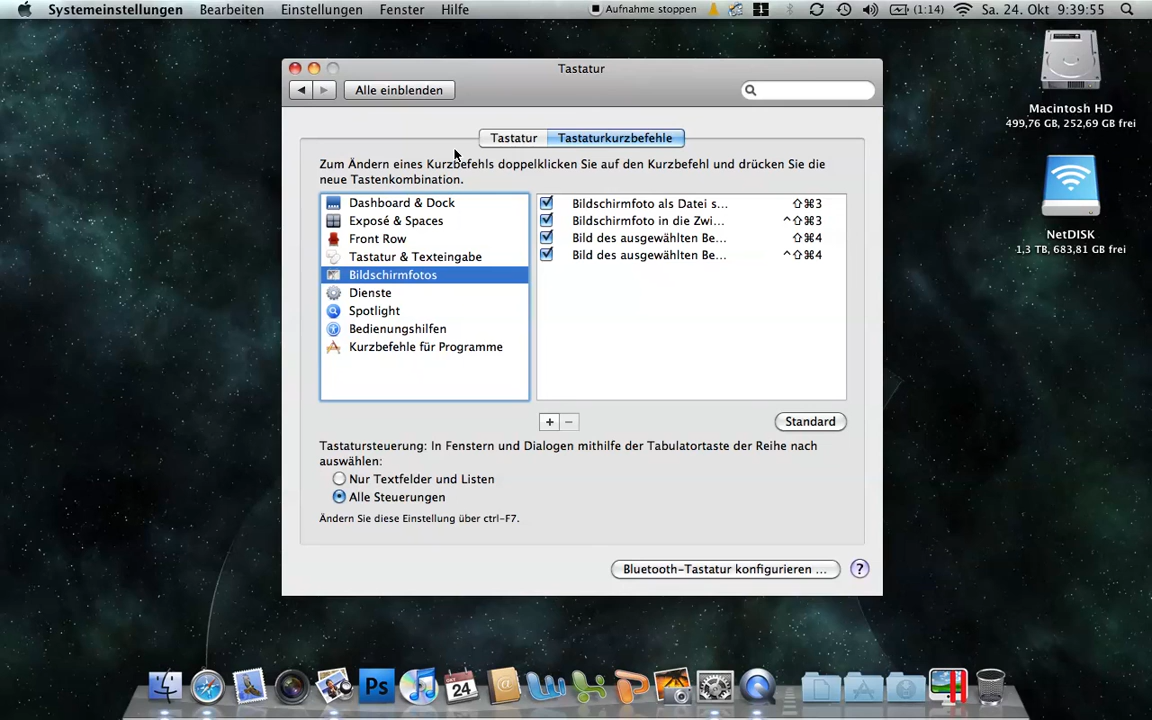 Systemeinstellungen Bearbeiten Einstellungen Fenster Hilfe Aufnahme stoppen 1 (1:14) Sa. 24. Okt 9:39:55
Tastatur
Alle einblenden
Macintosh HD
499,76 GB, 252,69 GB frei
Tastatur Tastaturkurzbefehle
Zum Ändern eines Kurzbefehls doppelklicken Sie auf den Kurzbefehl und drücken Sie die
neue Tastenkombination.
Dashboard & Dock
Exposé & Spaces
Front Row
Tastatur & Texteingabe
Bildschirmfotos
Dienste
Spotlight
Bedienungshilfen
Kurzbefehle für Programme
Bildschirmfoto als Datei s... ⇧⌘3
Bildschirmfoto in die Zwi... ^⇧⌘3
Bild des ausgewählten Be... ⇧⌘4
Bild des ausgewählten Be... ^⇧⌘4
NetDISK
1,3 TB, 683,81 GB frei
+ − Standard
Tastatursteuerung: In Fenstern und Dialogen mithilfe der Tabulatortaste der Reihe nach
auswählen:
Nur Textfelder und Listen
Alle Steuerungen
Ändern Sie diese Einstellung über ctrl-F7.
Bluetooth-Tastatur konfigurieren ... ?
Ps 24 @ W X P